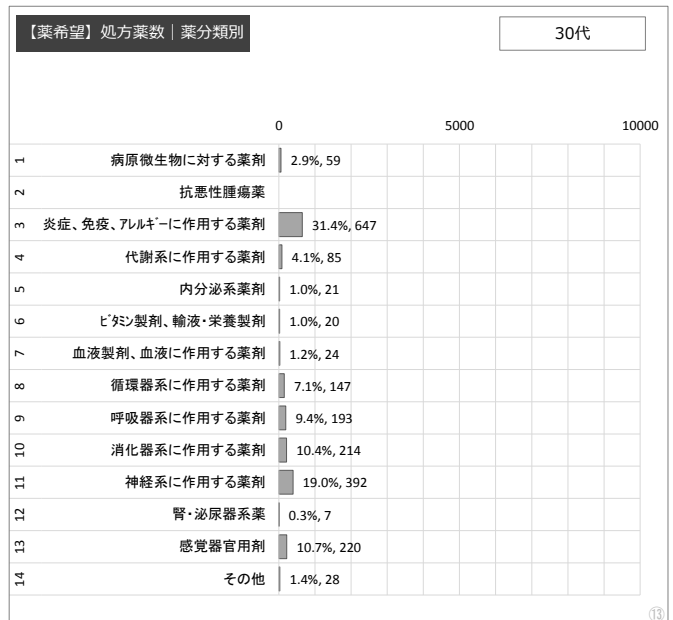 【薬希望】処方薬数｜薬分類別
30代
0 5000 10000
1 病原微生物に対する薬剤 2.9%, 59
2 抗悪性腫瘍薬
3 炎症、免疫、ｱﾚﾙｷﾞｰに作用する薬剤 31.4%, 647
4 代謝系に作用する薬剤 4.1%, 85
5 内分泌系薬剤 1.0%, 21
6 ﾋﾞﾀﾐﾝ製剤、輸液・栄養製剤 1.0%, 20
7 血液製剤、血液に作用する薬剤 1.2%, 24
8 循環器系に作用する薬剤 7.1%, 147
9 呼吸器系に作用する薬剤 9.4%, 193
10 消化器系に作用する薬剤 10.4%, 214
11 神経系に作用する薬剤 19.0%, 392
12 腎・泌尿器系薬 0.3%, 7
13 感覚器官用剤 10.7%, 220
14 その他 1.4%, 28
⑬